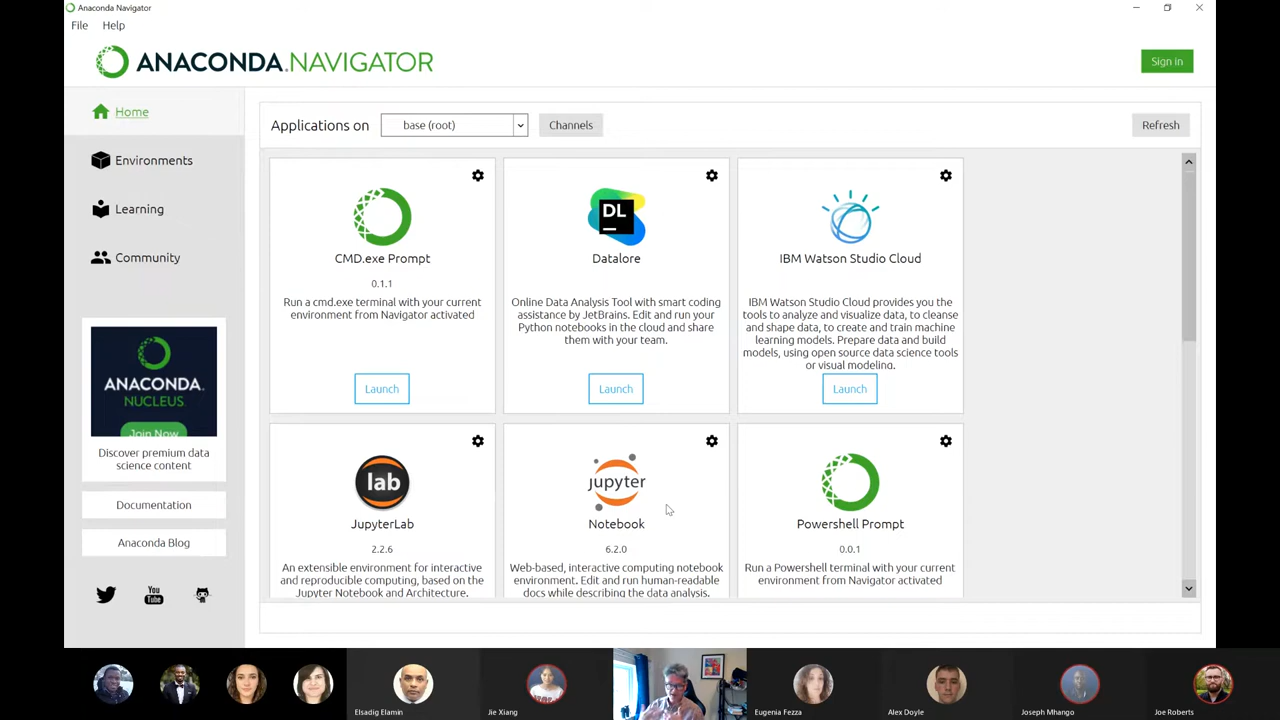 Anaconda Navigator
File Help
ANACONDA.NAVIGATOR
Sign in
Home
Environments
Learning
Community
ANACONDA.
NUCLEUS
Join Now
Discover premium data
science content
Documentation
Anaconda Blog
You
Tube
Applications on base (root) Channels Refresh
CMD.exe Prompt
0.1.1
Run a cmd.exe terminal with your current
environment from Navigator activated
Launch
DL
Datalore
Online Data Analysis Tool with smart coding
assistance by JetBrains. Edit and run your
Python notebooks in the cloud and share
them with your team.
Launch
IBM Watson Studio Cloud
IBM Watson Studio Cloud provides you the
tools to analyze and visualize data, to cleanse
and shape data, to create and train machine
learning models. Prepare data and build
models, using open source data science tools
or visual modeling.
Launch
lab
JupyterLab
2.2.6
An extensible environment for interactive
and reproducible computing, based on the
Jupyter Notebook and Architecture.
jupyter
Notebook
6.2.0
Web-based, interactive computing notebook
environment. Edit and run human-readable
docs while describing the data analysis.
Powershell Prompt
0.0.1
Run a Powershell terminal with your current
environment from Navigator activated
Elsadig Elamin
Jie Xiang
Eugenia Fezza
Alex Doyle
Joseph Mhango
Joe Roberts